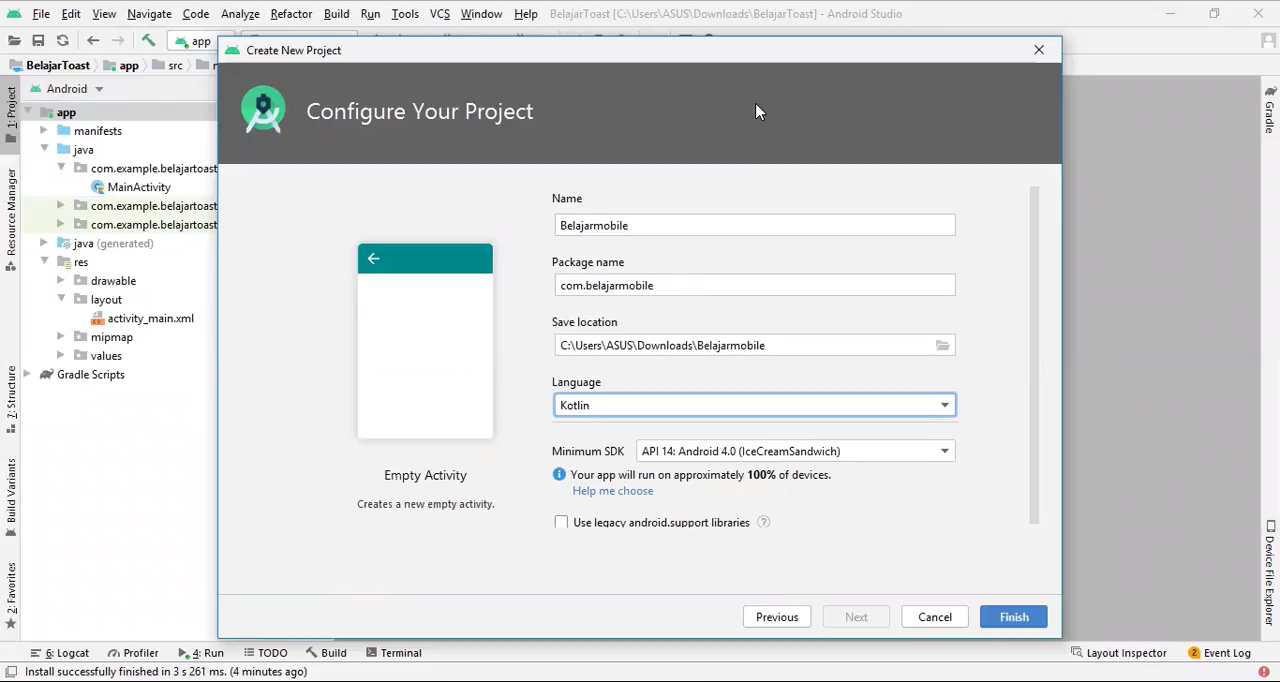 File Edit View Navigate Code Analyze Refactor Build Run Tools VCS Window Help BelajarToast [C:\Users\ASUS\Downloads\BelajarToast] - Android Studio
app
BelajarToast app src
Create New Project
Configure Your Project
1: Project
Resource Manager
7: Structure
Build Variants
2: Favorites
Android
app
manifests
java
com.example.belajartoast
MainActivity
com.example.belajartoast
com.example.belajartoast
java (generated)
res
drawable
layout
activity_main.xml
mipmap
values
Gradle Scripts
Empty Activity
Creates a new empty activity.
Name
Belajarmobile
Package name
com.belajarmobile
Save location
C:\Users\ASUS\Downloads\Belajarmobile
Language
Kotlin
Minimum SDK API 14: Android 4.0 (IceCreamSandwich)
Your app will run on approximately 100% of devices.
Help me choose
Use legacy android.support libraries ?
Previous Next Cancel Finish
Gradle
Device File Explorer
6: Logcat Profiler 4: Run TODO Build Terminal Layout Inspector 2 Event Log
Install successfully finished in 3 s 261 ms. (4 minutes ago)